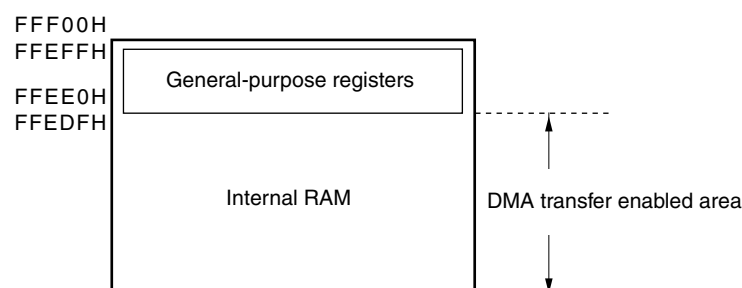 FFF00H
FFEFFH
General-purpose registers
FFEE0H
FFEDFH
Internal RAM
DMA transfer enabled area